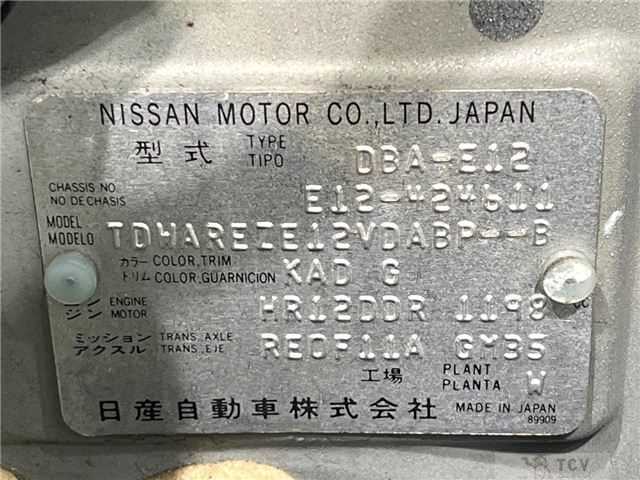 NISSAN MOTOR CO.,LTD. JAPAN
型式 TYPE TIPO DBA-E12
CHASSIS NO NO DE CHASIS E12-424611
MODEL MODELO TDWAREZE12VDABP--B
カラー COLOR,TRIM トリム COLOR,GUARNICION KAD G
ジン ENGINE MOTOR HR12DDR 1198 CC
ミッション TRANS,AXLE アクスル TRANS,EJE RE0F11A GM35
工場 PLANT PLANTA W
日産自動車株式会社 MADE IN JAPAN
89909
TCV